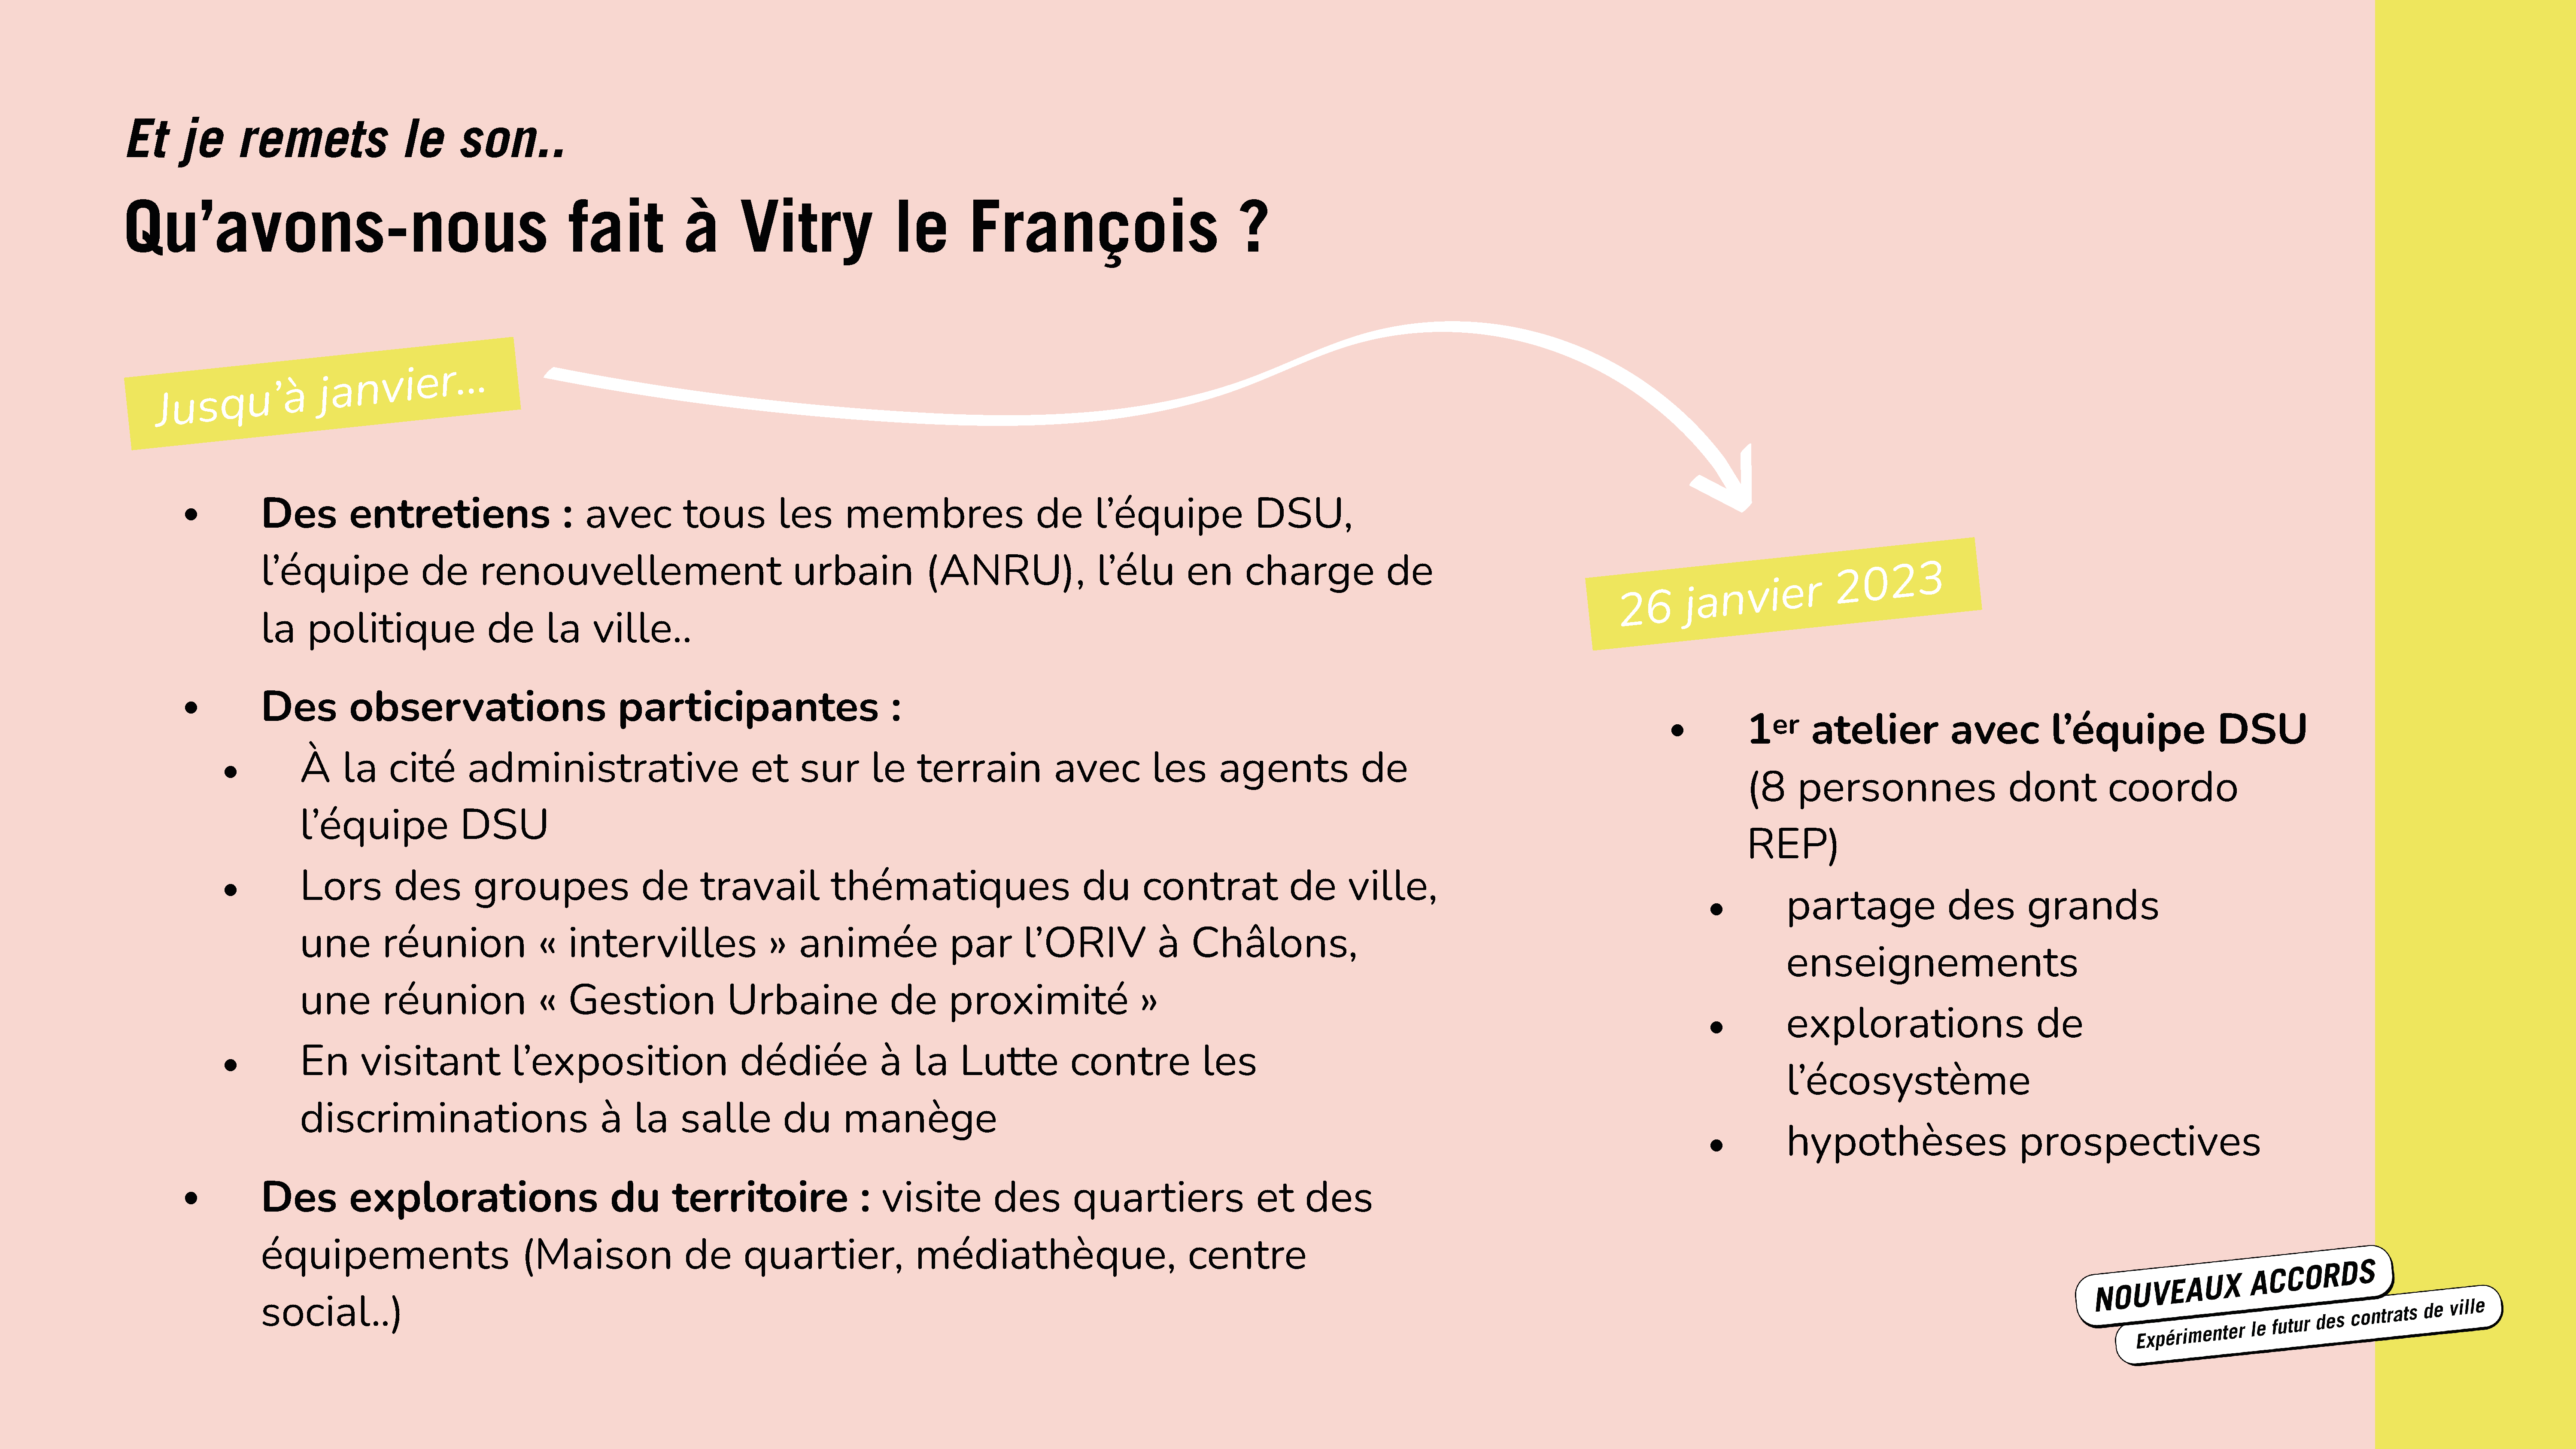 Et je remets le son..
Qu’avons-nous fait à Vitry le François ?
Jusqu’à janvier...
• Des entretiens : avec tous les membres de l’équipe DSU,
l’équipe de renouvellement urbain (ANRU), l’élu en charge de
la politique de la ville..
• Des observations participantes :
• À la cité administrative et sur le terrain avec les agents de
l’équipe DSU
• Lors des groupes de travail thématiques du contrat de ville,
une réunion « intervilles » animée par l’ORIV à Châlons,
une réunion « Gestion Urbaine de proximité »
• En visitant l’exposition dédiée à la Lutte contre les
discriminations à la salle du manège
• Des explorations du territoire : visite des quartiers et des
équipements (Maison de quartier, médiathèque, centre
social..)
26 janvier 2023
• 1er atelier avec l’équipe DSU
(8 personnes dont coordo
REP)
• partage des grands
enseignements
• explorations de
l’écosystème
• hypothèses prospectives
NOUVEAUX ACCORDS
Expérimenter le futur des contrats de ville